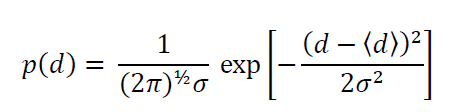 p(d) = 1 / ((2π)^½ σ) exp[−(d − ⟨d⟩)² / 2σ²]